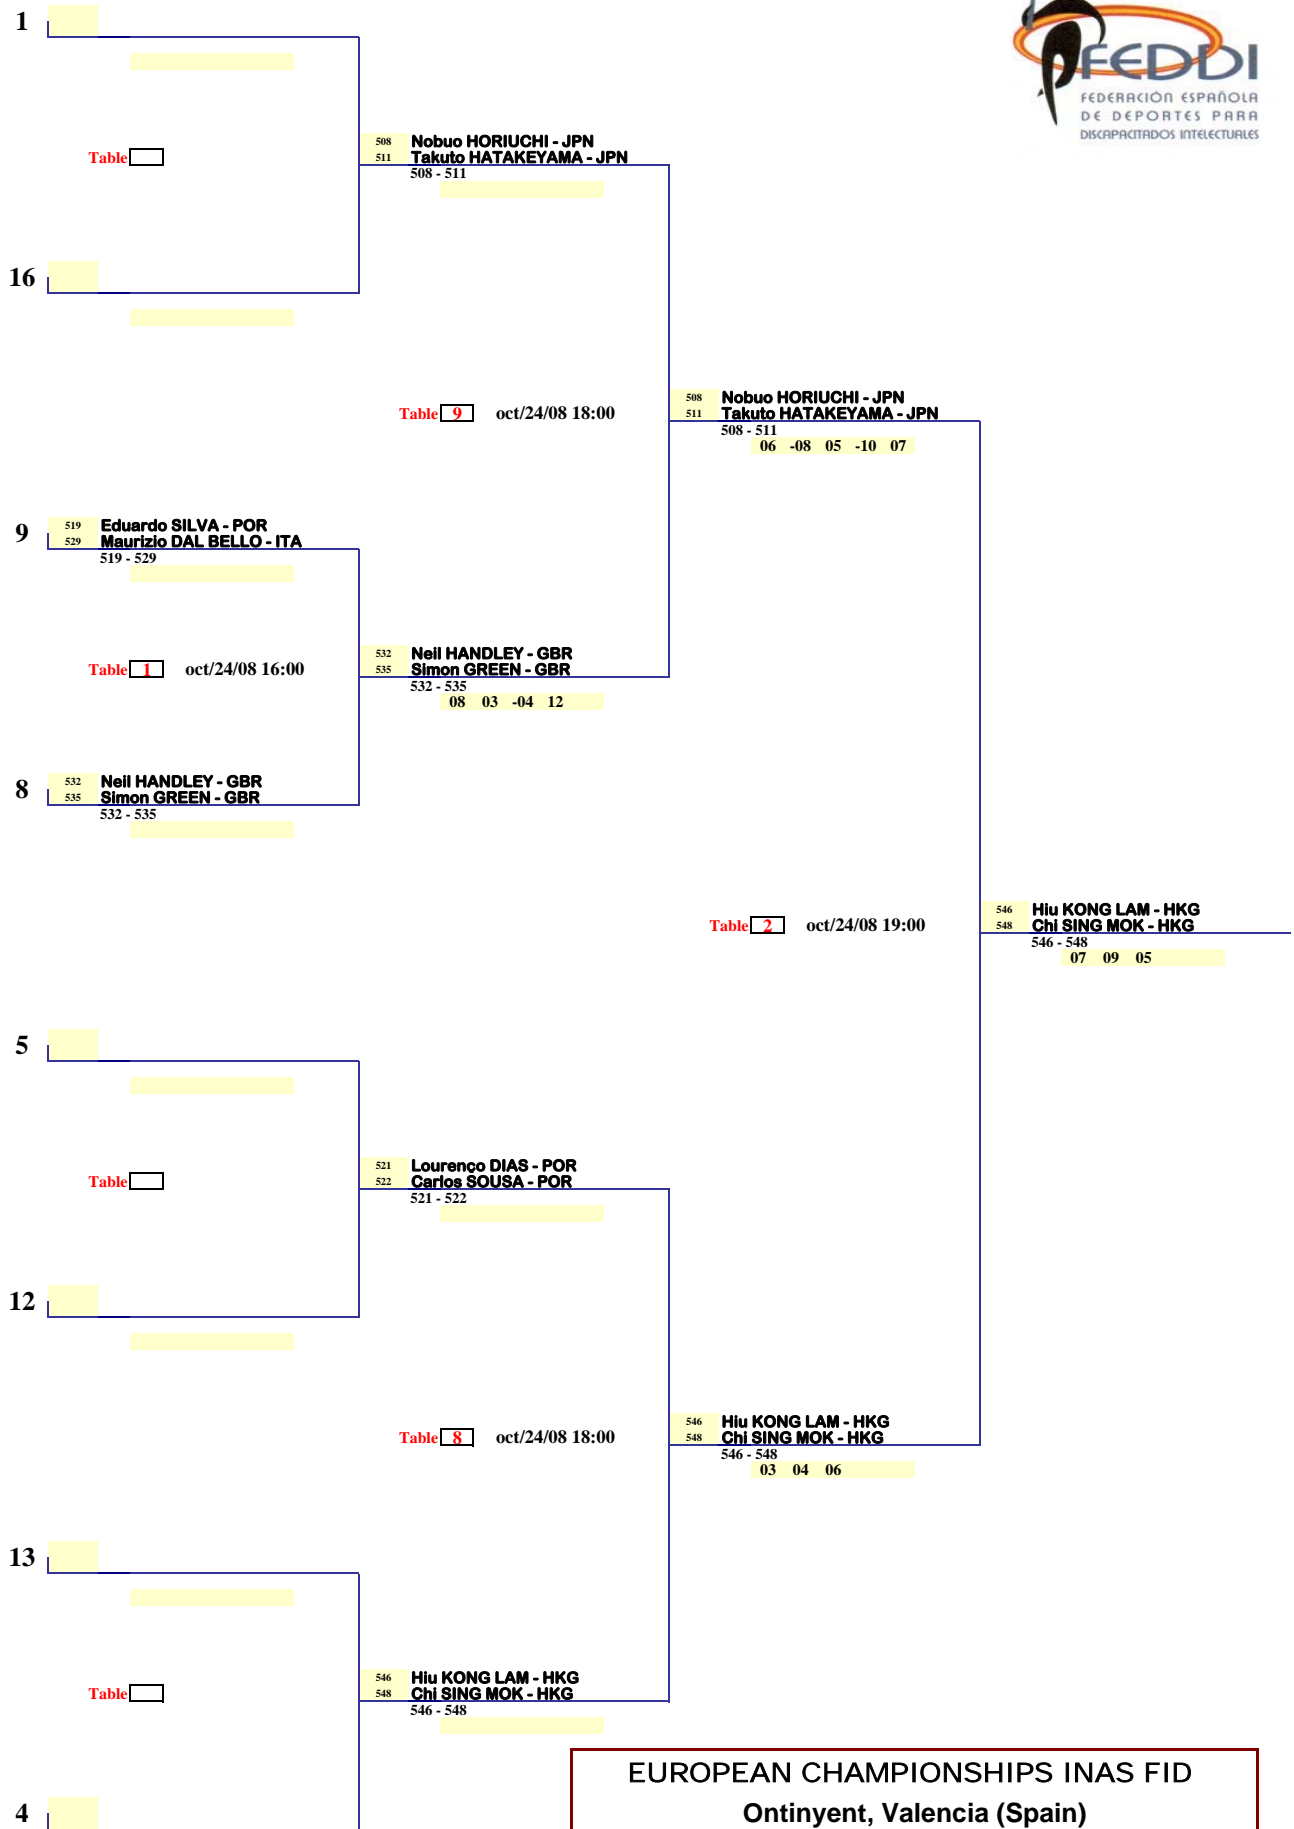 1
FEDDI
FEDERACIÓN ESPAÑOLA
DE DEPORTES PARA
DISCAPACITADOS INTELECTUALES
508 Nobuo HORIUCHI - JPN
Table
511 Takuto HATAKEYAMA - JPN
508 - 511
16
508 Nobuo HORIUCHI - JPN
Table 9 oct/24/08 18:00
511 Takuto HATAKEYAMA - JPN
508 - 511
06 -08 05 -10 07
9
519 Eduardo SILVA - POR
529 Maurizio DAL BELLO - ITA
519 - 529
532 Neil HANDLEY - GBR
Table 1 oct/24/08 16:00
535 Simon GREEN - GBR
532 - 535
08 03 -04 12
8
532 Neil HANDLEY - GBR
535 Simon GREEN - GBR
532 - 535
546 Hiu KONG LAM - HKG
Table 2 oct/24/08 19:00
548 Chi SING MOK - HKG
546 - 548
07 09 05
5
521 Lourenço DIAS - POR
Table
522 Carlos SOUSA - POR
521 - 522
12
546 Hiu KONG LAM - HKG
Table 8 oct/24/08 18:00
548 Chi SING MOK - HKG
546 - 548
03 04 06
13
546 Hiu KONG LAM - HKG
Table
548 Chi SING MOK - HKG
546 - 548
EUROPEAN CHAMPIONSHIPS INAS FID
4
Ontinyent, Valencia (Spain)